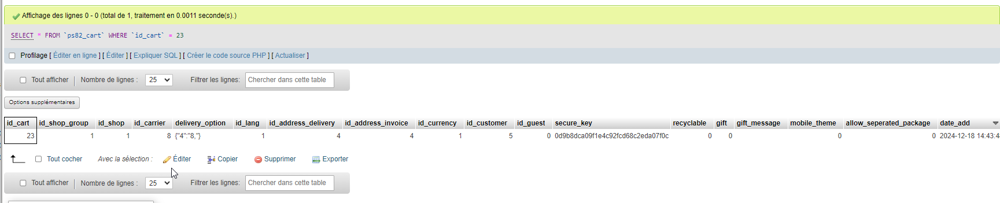 Affichage des lignes 0 - 0 (total de 1, traitement en 0.0011 seconde(s).)
SELECT * FROM `ps82_cart` WHERE `id_cart` = 23
Profilage [ Éditer en ligne ] [ Éditer ] [ Expliquer SQL ] [ Créer le code source PHP ] [ Actualiser ]
Tout afficher | Nombre de lignes : 25 Filtrer les lignes: Chercher dans cette table
Options supplémentaires
id_cart id_shop_group id_shop id_carrier delivery_option id_lang id_address_delivery id_address_invoice id_currency id_customer id_guest secure_key recyclable gift gift_message mobile_theme allow_seperated_package date_add
23 1 1 8 {"4":"8,"} 1 4 4 1 5 0 0d9b8dca09f1e4c92fcd68c2eda07f0c 0 0 0 0 2024-12-18 14:43:4
Tout cocher Avec la sélection : Éditer Copier Supprimer Exporter
Tout afficher | Nombre de lignes : 25 Filtrer les lignes: Chercher dans cette table